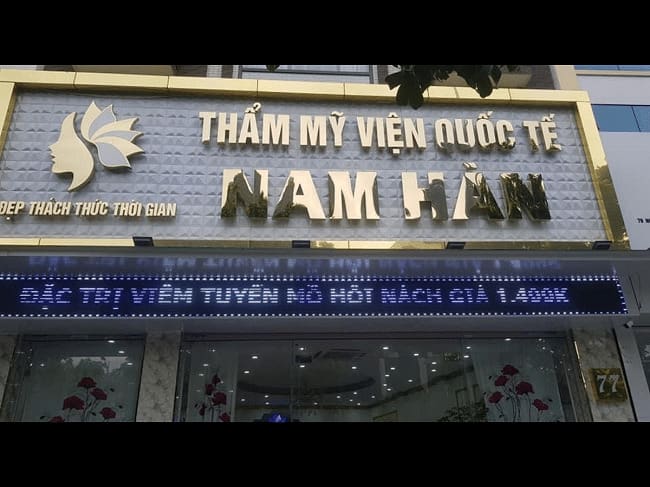 THẨM MỸ VIỆN QUỐC TẾ
NAM HÀN
ĐẸP THÁCH THỨC THỜI GIAN
ĐẶC TRỊ VIÊM TUYẾN MỒ HÔI NÁCH GIÁ 1.400K
77